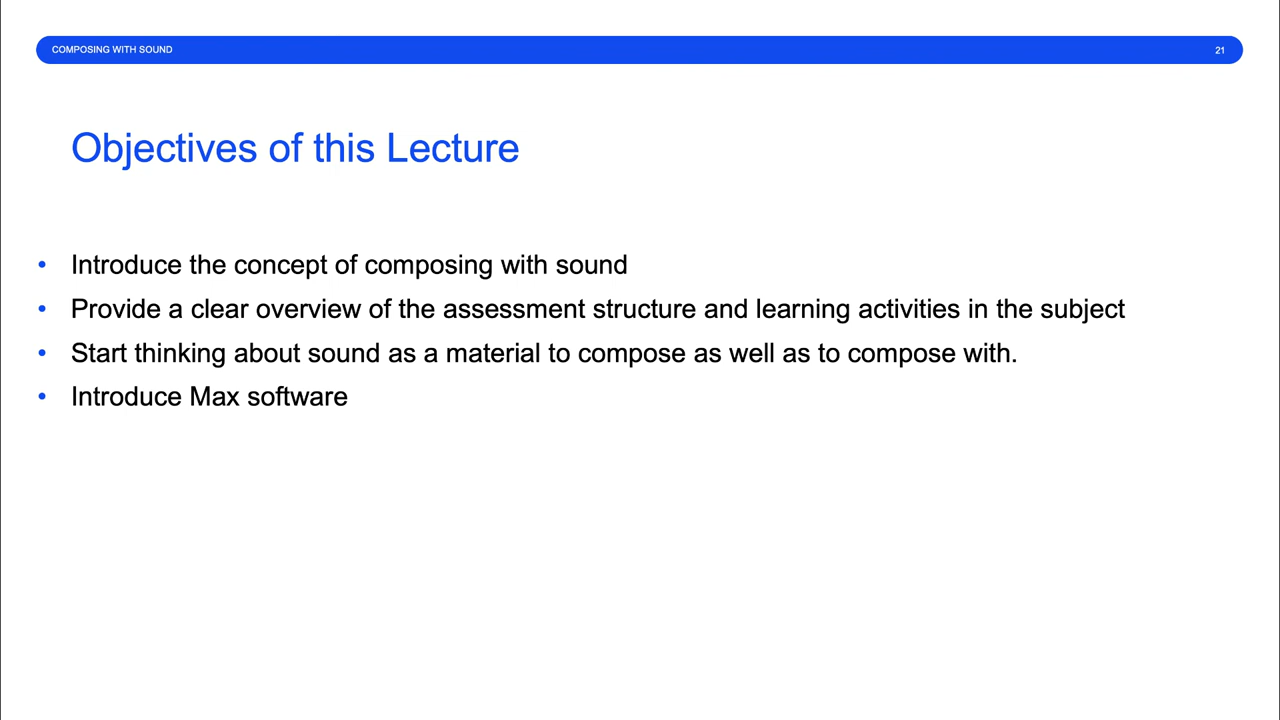 COMPOSING WITH SOUND
21
Objectives of this Lecture
• Introduce the concept of composing with sound
• Provide a clear overview of the assessment structure and learning activities in the subject
• Start thinking about sound as a material to compose as well as to compose with.
• Introduce Max software